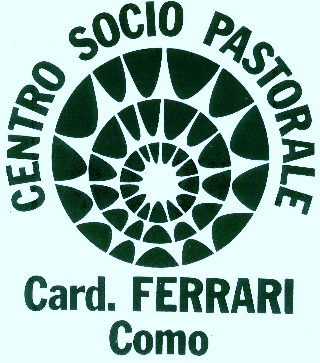 CENTRO SOCIO PASTORALE
Card. FERRARI
Como